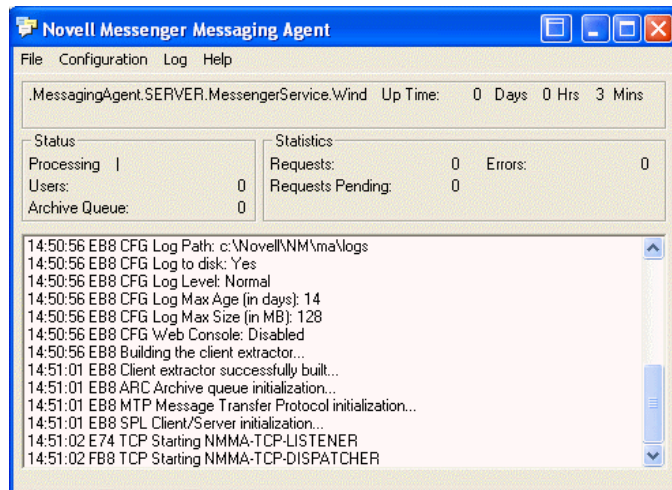 Novell Messenger Messaging Agent
File Configuration Log Help
.MessagingAgent.SERVER.MessengerService.Wind Up Time: 0 Days 0 Hrs 3 Mins
Status
Processing |
Users: 0
Archive Queue: 0
Statistics
Requests: 0 Errors: 0
Requests Pending: 0
14:50:56 EB8 CFG Log Path: c:\Novell\NM\ma\logs
14:50:56 EB8 CFG Log to disk: Yes
14:50:56 EB8 CFG Log Level: Normal
14:50:56 EB8 CFG Log Max Age (in days): 14
14:50:56 EB8 CFG Log Max Size (in MB): 128
14:50:56 EB8 CFG Web Console: Disabled
14:50:56 EB8 Building the client extractor...
14:51:01 EB8 Client extractor successfully built...
14:51:01 EB8 ARC Archive queue initialization...
14:51:01 EB8 MTP Message Transfer Protocol initialization...
14:51:01 EB8 SPL Client/Server initialization...
14:51:02 E74 TCP Starting NMMA-TCP-LISTENER
14:51:02 FB8 TCP Starting NMMA-TCP-DISPATCHER